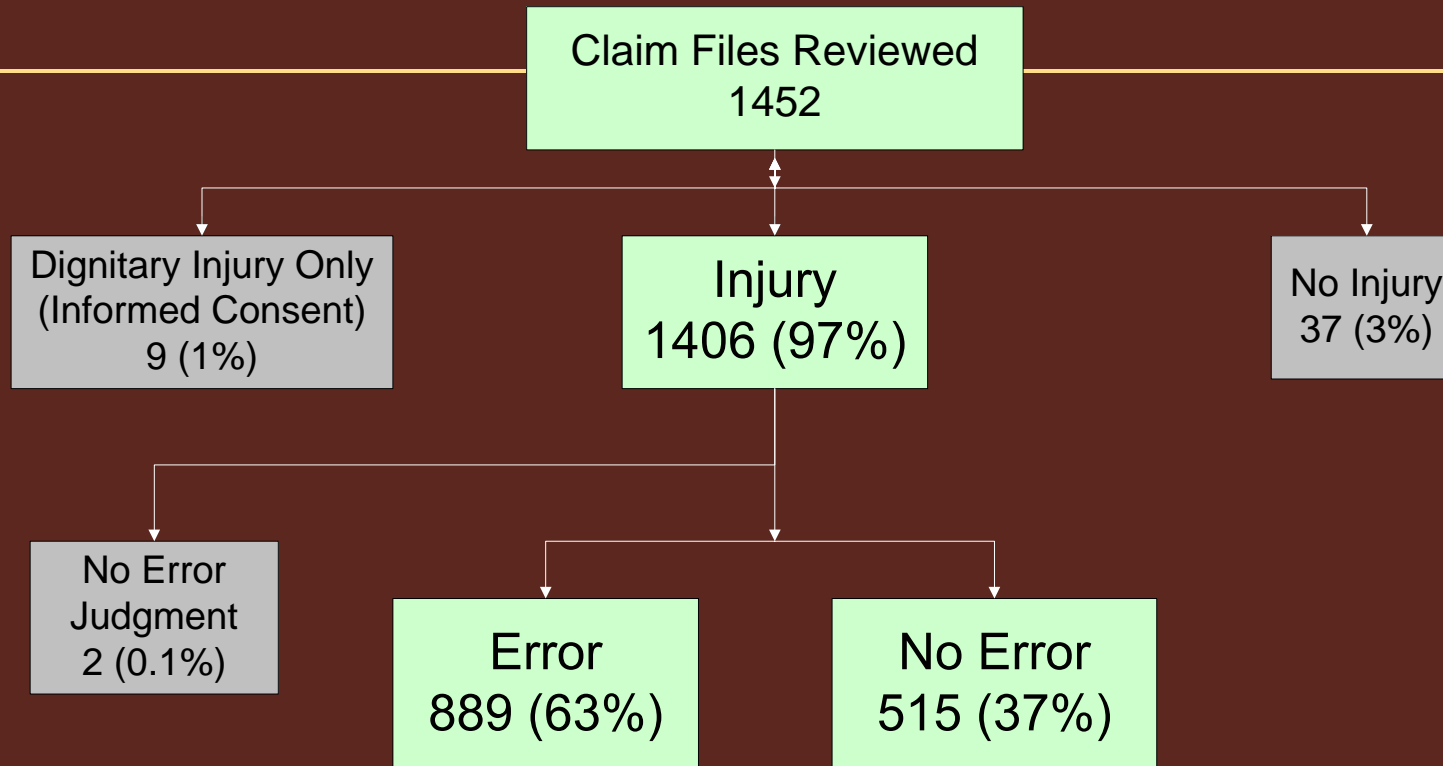 Claim Files Reviewed
1452
Dignitary Injury Only
(Informed Consent)
9 (1%)
Injury
1406 (97%)
No Injury
37 (3%)
No Error
Judgment
2 (0.1%)
Error
889 (63%)
No Error
515 (37%)